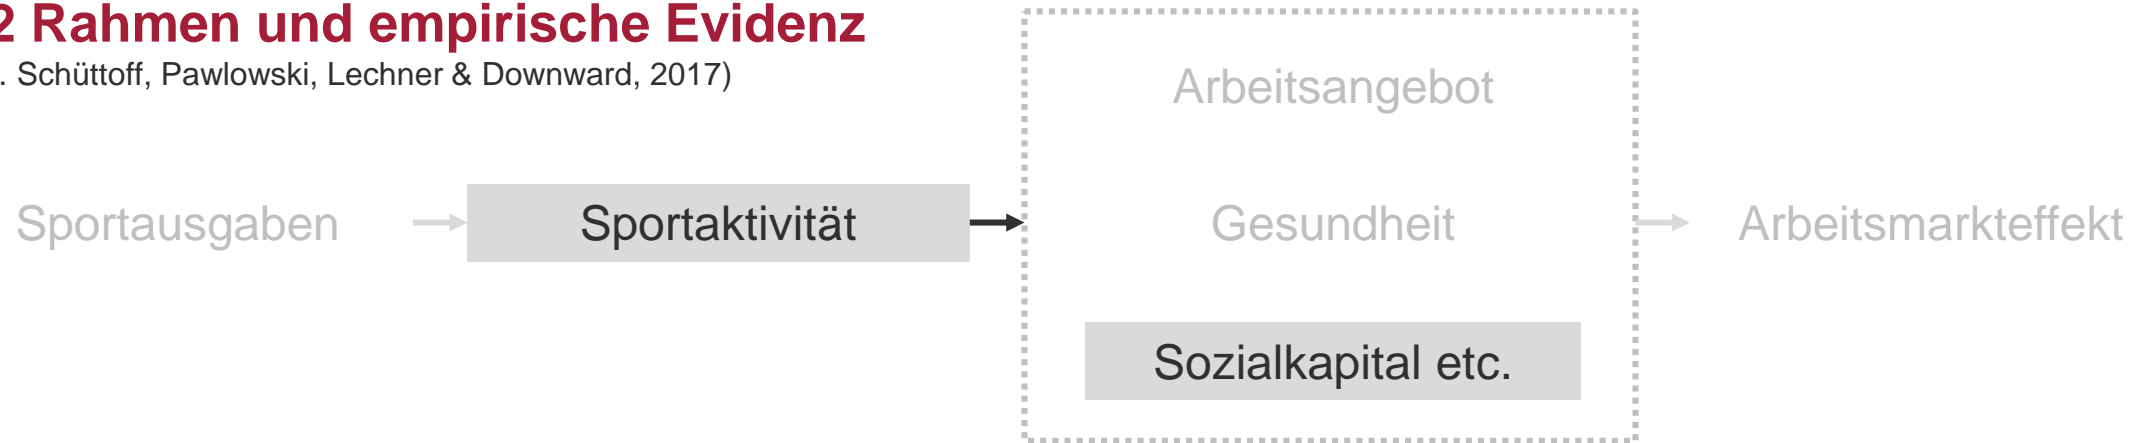 2 Rahmen und empirische Evidenz
. Schüttoff, Pawlowski, Lechner & Downward, 2017)
Arbeitsangebot
Sportausgaben
Sportaktivität
Gesundheit
Arbeitsmarkteffekt
Sozialkapital etc.